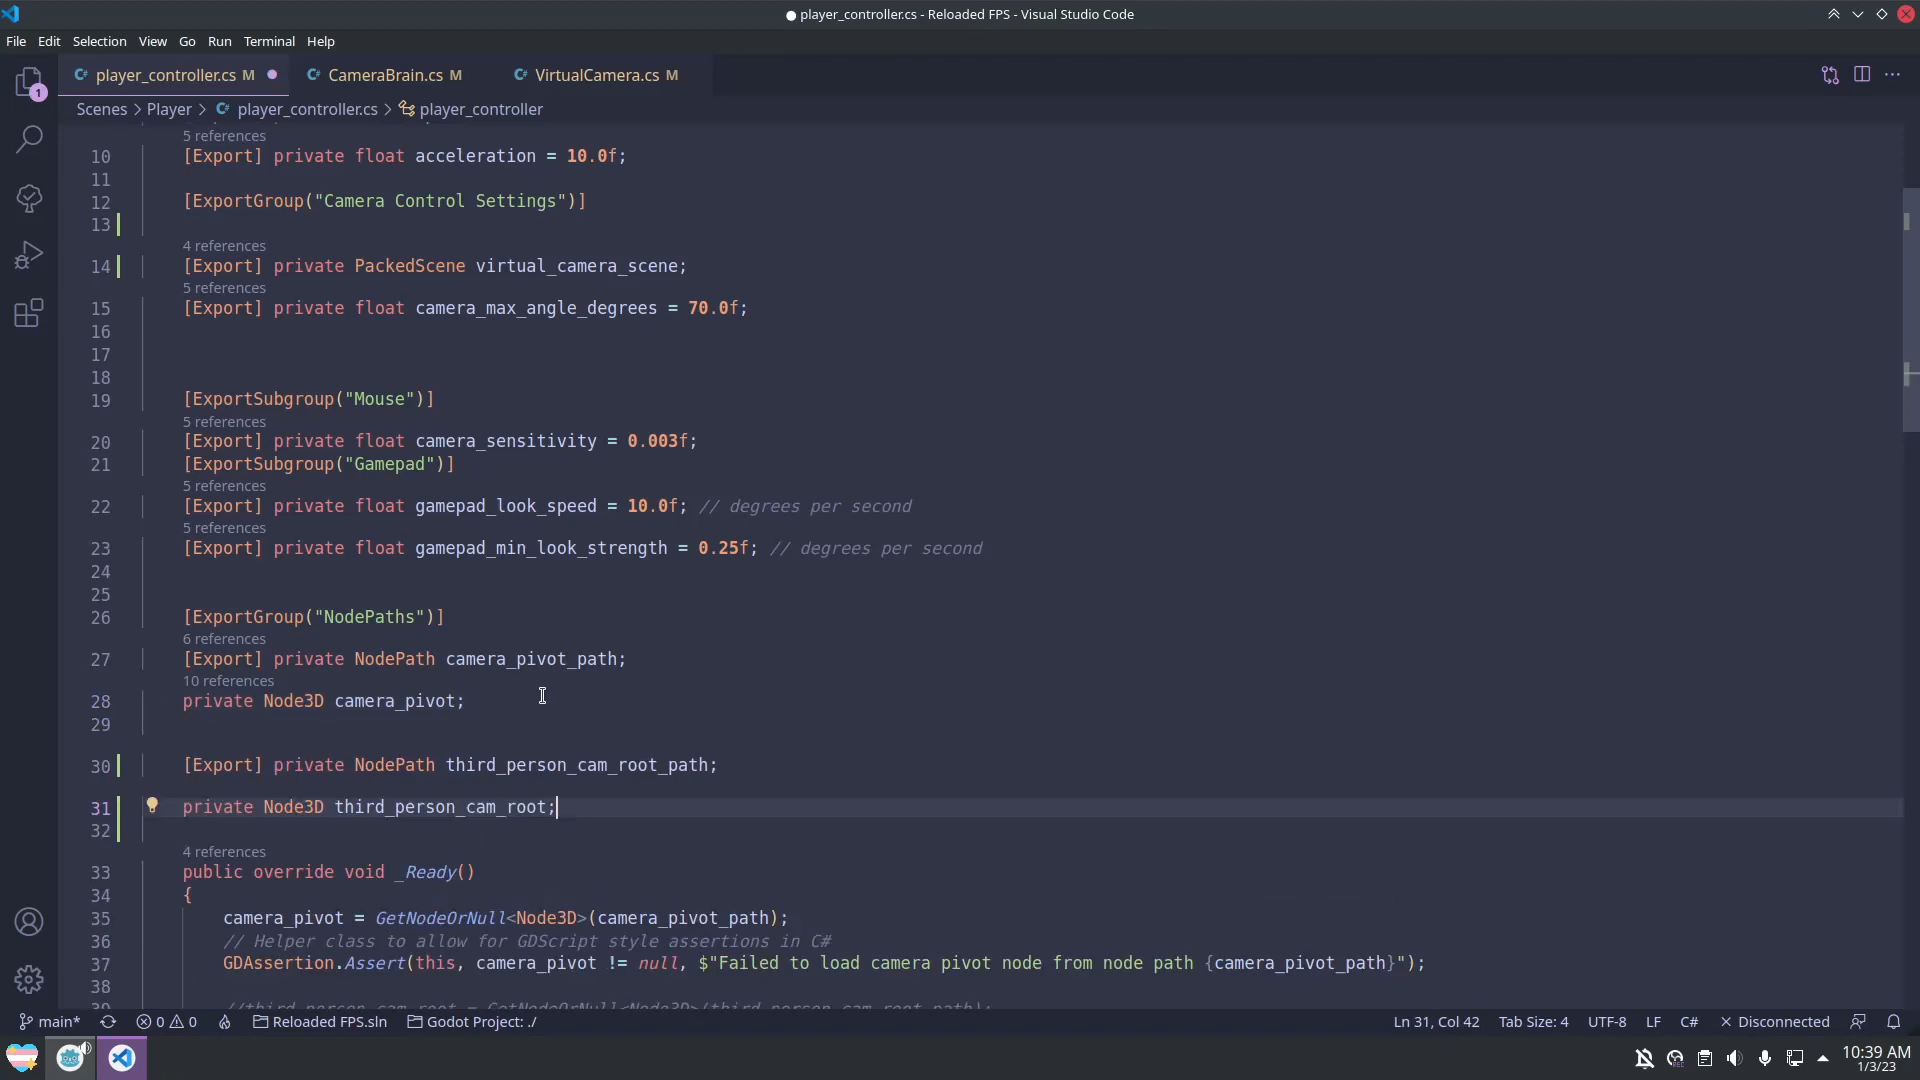 player_controller.cs - Reloaded FPS - Visual Studio Code
File Edit Selection View Go Run Terminal Help
C# player_controller.cs M C# CameraBrain.cs M C# VirtualCamera.cs M
Scenes > Player > C# player_controller.cs > player_controller
5 references
10 [Export] private float acceleration = 10.0f;
11
12 [ExportGroup("Camera Control Settings")]
13
4 references
14 [Export] private PackedScene virtual_camera_scene;
5 references
15 [Export] private float camera_max_angle_degrees = 70.0f;
16
17
18
19 [ExportSubgroup("Mouse")]
5 references
20 [Export] private float camera_sensitivity = 0.003f;
21 [ExportSubgroup("Gamepad")]
5 references
22 [Export] private float gamepad_look_speed = 10.0f; // degrees per second
5 references
23 [Export] private float gamepad_min_look_strength = 0.25f; // degrees per second
24
25
26 [ExportGroup("NodePaths")]
6 references
27 [Export] private NodePath camera_pivot_path;
10 references
28 private Node3D camera_pivot;
29
30 [Export] private NodePath third_person_cam_root_path;
31 private Node3D third_person_cam_root;
32
4 references
33 public override void _Ready()
34 {
35 camera_pivot = GetNodeOrNull<Node3D>(camera_pivot_path);
36 // Helper class to allow for GDScript style assertions in C#
37 GDAssertion.Assert(this, camera_pivot != null, $"Failed to load camera pivot node from node path {camera_pivot_path}");
38
39 //third_person_cam_root = GetNodeOrNull<Node3D>(third_person_cam_root_path);
1
main* 0 0 Reloaded FPS.sln Godot Project: ./ Ln 31, Col 42 Tab Size: 4 UTF-8 LF C# Disconnected
10:39 AM
1/3/23